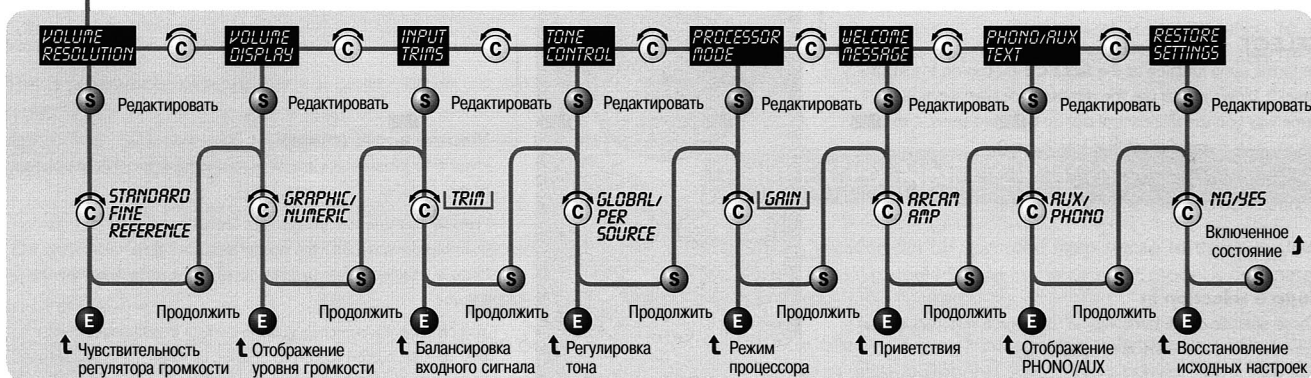 VOLUME RESOLUTION
C
VOLUME DISPLAY
C
INPUT TRIMS
C
TONE CONTROL
C
PROCESSOR MODE
C
WELCOME MESSAGE
C
PHONO/AUX TEXT
C
RESTORE SETTINGS
S Редактировать
S Редактировать
S Редактировать
S Редактировать
S Редактировать
S Редактировать
S Редактировать
S Редактировать
C STANDARD
FINE
REFERENCE
C GRAPHIC/
NUMERIC
C TRIM
C GLOBAL/
PER
SOURCE
C GAIN
C ARCAM
AMP
C AUX/
PHONO
C NO/YES
Включенное
состояние
S
S
S
S
S
S
S
S
E Продолжить
E Продолжить
E Продолжить
E Продолжить
E Продолжить
E Продолжить
E Продолжить
E
Чувствительность
регулятора громкости
Отображение
уровня громкости
Балансировка
входного сигнала
Регулировка
тона
Режим
процессора
Приветствия
Отображение
PHONO/AUX
Восстановление
исходных настроек